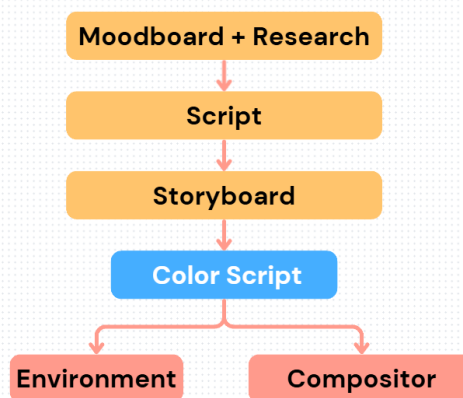 Moodboard + Research
Script
Storyboard
Color Script
Environment
Compositor